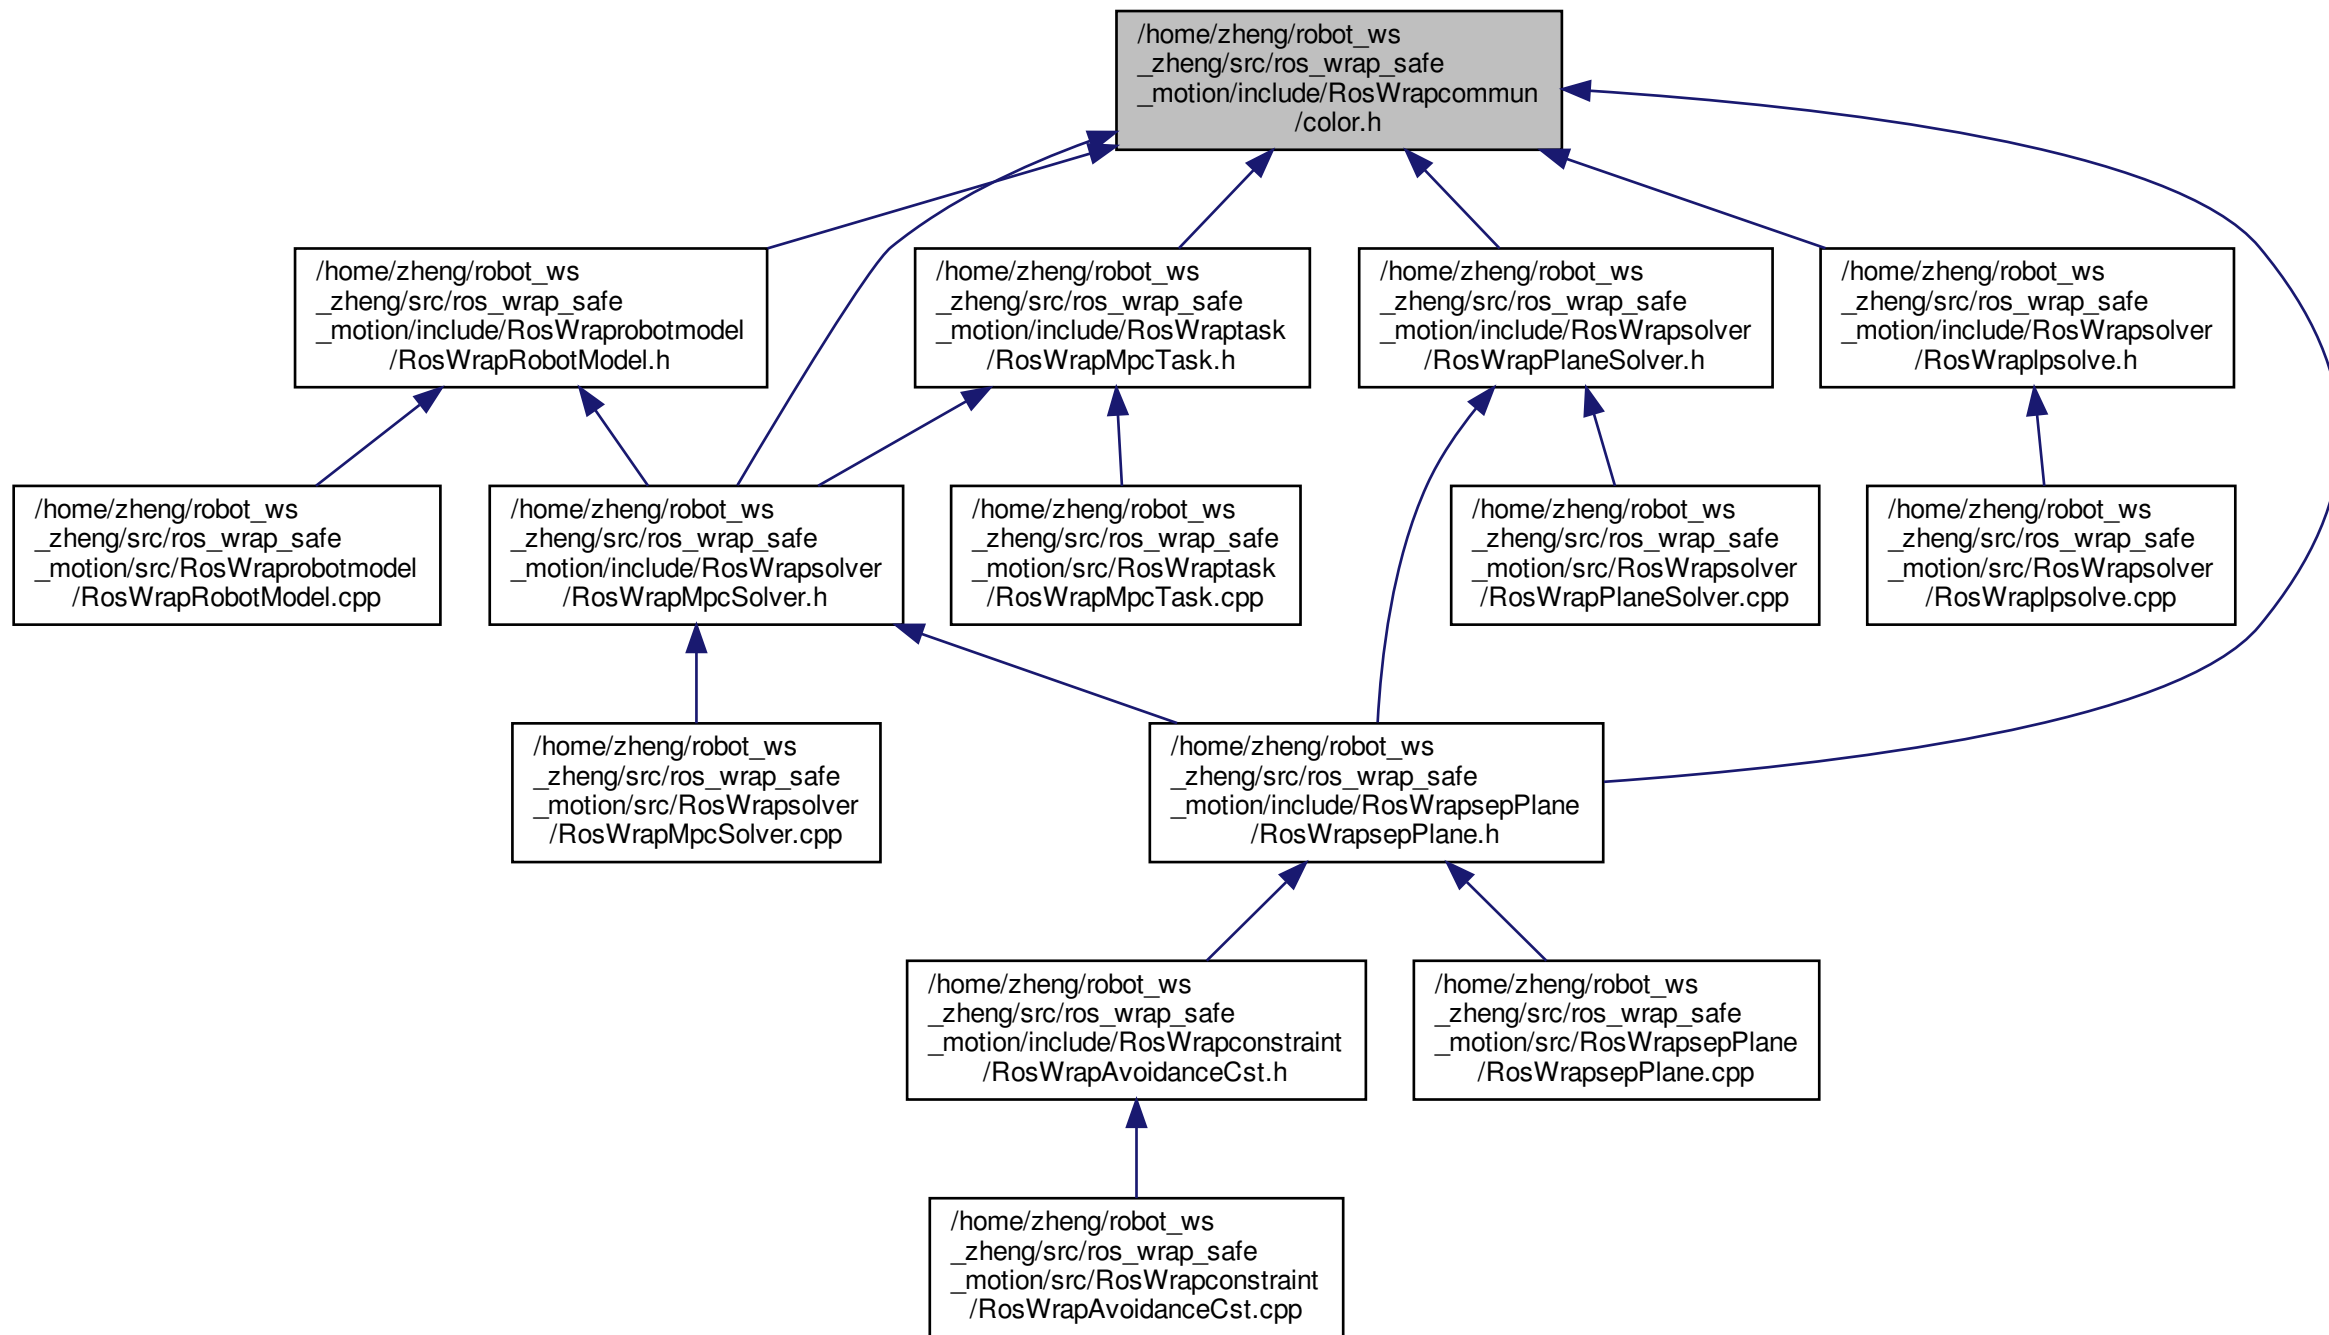 /home/zheng/robot_ws
_zheng/src/ros_wrap_safe
_motion/include/RosWrapcommun
/color.h
/home/zheng/robot_ws
_zheng/src/ros_wrap_safe
_motion/include/RosWraprobotmodel
/RosWrapRobotModel.h
/home/zheng/robot_ws
_zheng/src/ros_wrap_safe
_motion/include/RosWraptask
/RosWrapMpcTask.h
/home/zheng/robot_ws
_zheng/src/ros_wrap_safe
_motion/include/RosWrapsolver
/RosWrapPlaneSolver.h
/home/zheng/robot_ws
_zheng/src/ros_wrap_safe
_motion/include/RosWrapsolver
/RosWraplpsolve.h
/home/zheng/robot_ws
_zheng/src/ros_wrap_safe
_motion/src/RosWraprobotmodel
/RosWrapRobotModel.cpp
/home/zheng/robot_ws
_zheng/src/ros_wrap_safe
_motion/include/RosWrapsolver
/RosWrapMpcSolver.h
/home/zheng/robot_ws
_zheng/src/ros_wrap_safe
_motion/src/RosWraptask
/RosWrapMpcTask.cpp
/home/zheng/robot_ws
_zheng/src/ros_wrap_safe
_motion/src/RosWrapsolver
/RosWrapPlaneSolver.cpp
/home/zheng/robot_ws
_zheng/src/ros_wrap_safe
_motion/src/RosWrapsolver
/RosWraplpsolve.cpp
/home/zheng/robot_ws
_zheng/src/ros_wrap_safe
_motion/src/RosWrapsolver
/RosWrapMpcSolver.cpp
/home/zheng/robot_ws
_zheng/src/ros_wrap_safe
_motion/include/RosWrapsepPlane
/RosWrapsepPlane.h
/home/zheng/robot_ws
_zheng/src/ros_wrap_safe
_motion/include/RosWrapconstraint
/RosWrapAvoidanceCst.h
/home/zheng/robot_ws
_zheng/src/ros_wrap_safe
_motion/src/RosWrapsepPlane
/RosWrapsepPlane.cpp
/home/zheng/robot_ws
_zheng/src/ros_wrap_safe
_motion/src/RosWrapconstraint
/RosWrapAvoidanceCst.cpp